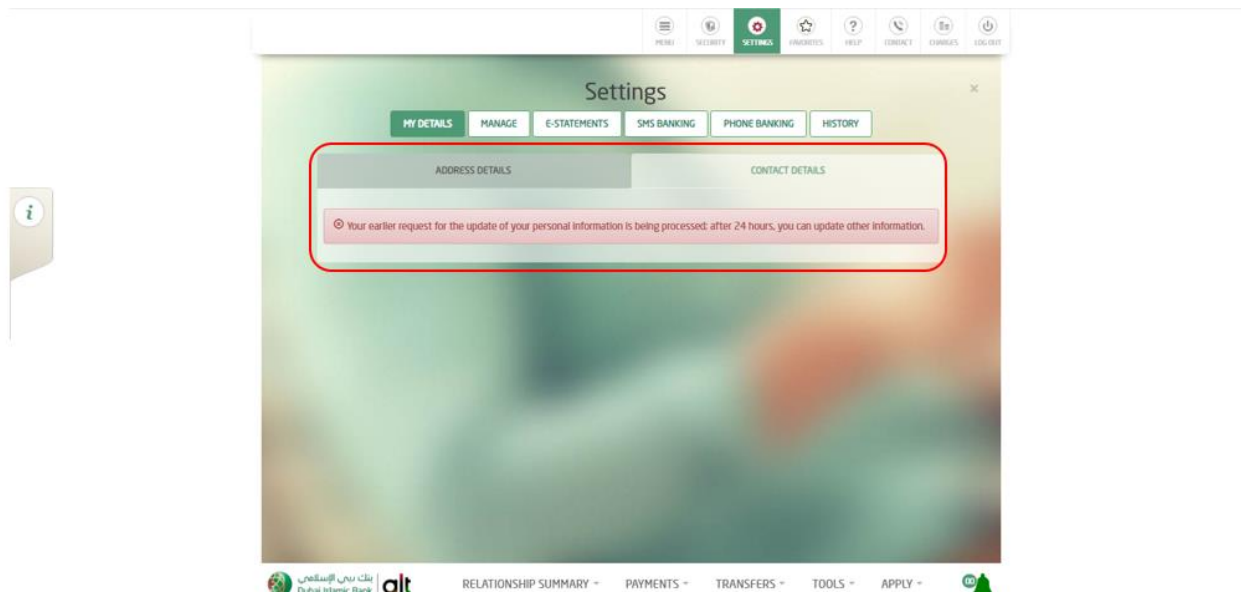 MENU
SECURITY
SETTINGS
FAVORITES
HELP
CONTACT
CHARGES
LOG OUT
Settings
MY DETAILS
MANAGE
E-STATEMENTS
SMS BANKING
PHONE BANKING
HISTORY
ADDRESS DETAILS
CONTACT DETAILS
Your earlier request for the update of your personal information is being processed: after 24 hours, you can update other information.
i
بنك دبي الإسلامي
Dubai Islamic Bank
alt
RELATIONSHIP SUMMARY
PAYMENTS
TRANSFERS
TOOLS
APPLY